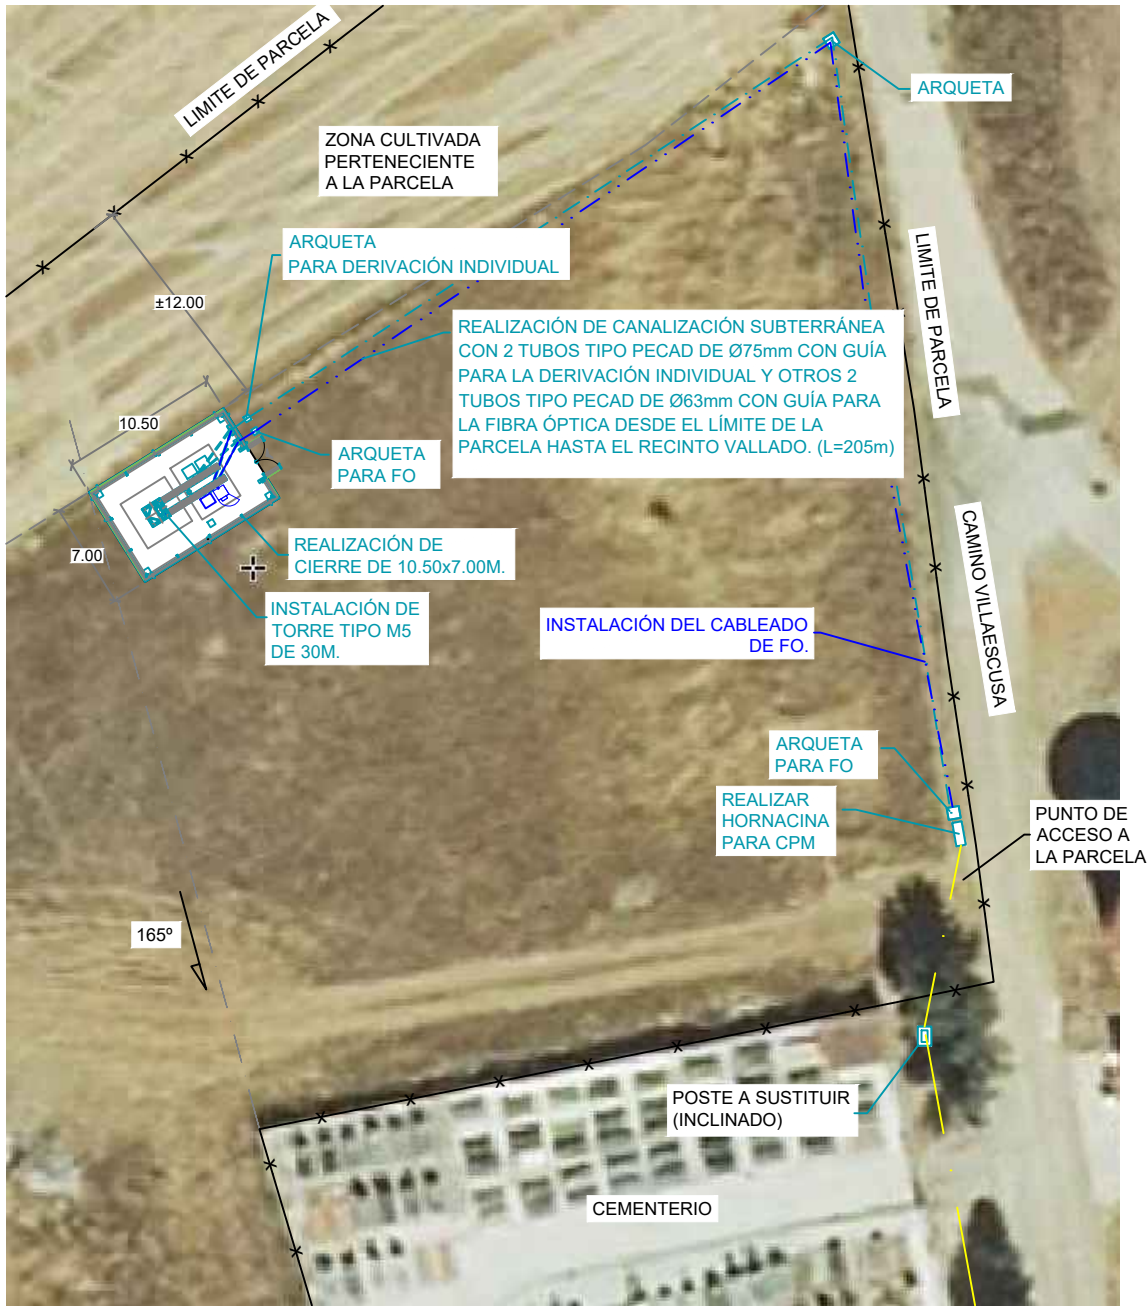 LIMITE DE PARCELA
ARQUETA
ZONA CULTIVADA
PERTENECIENTE
A LA PARCELA
ARQUETA
PARA DERIVACIÓN INDIVIDUAL
LIMITE DE PARCELA
±12.00
REALIZACIÓN DE CANALIZACIÓN SUBTERRÁNEA
CON 2 TUBOS TIPO PECAD DE Ø75mm CON GUÍA
PARA LA DERIVACIÓN INDIVIDUAL Y OTROS 2
TUBOS TIPO PECAD DE Ø63mm CON GUÍA PARA
LA FIBRA ÓPTICA DESDE EL LÍMITE DE LA
PARCELA HASTA EL RECINTO VALLADO. (L=205m)
10.50
ARQUETA
PARA FO
7.00
REALIZACIÓN DE
CIERRE DE 10.50x7.00M.
CAMINO VILLAESCUSA
INSTALACIÓN DE
TORRE TIPO M5
DE 30M.
INSTALACIÓN DEL CABLEADO
DE FO.
ARQUETA
PARA FO
REALIZAR
HORNACINA
PARA CPM
PUNTO DE
ACCESO A
LA PARCELA
165º
POSTE A SUSTITUIR
(INCLINADO)
CEMENTERIO